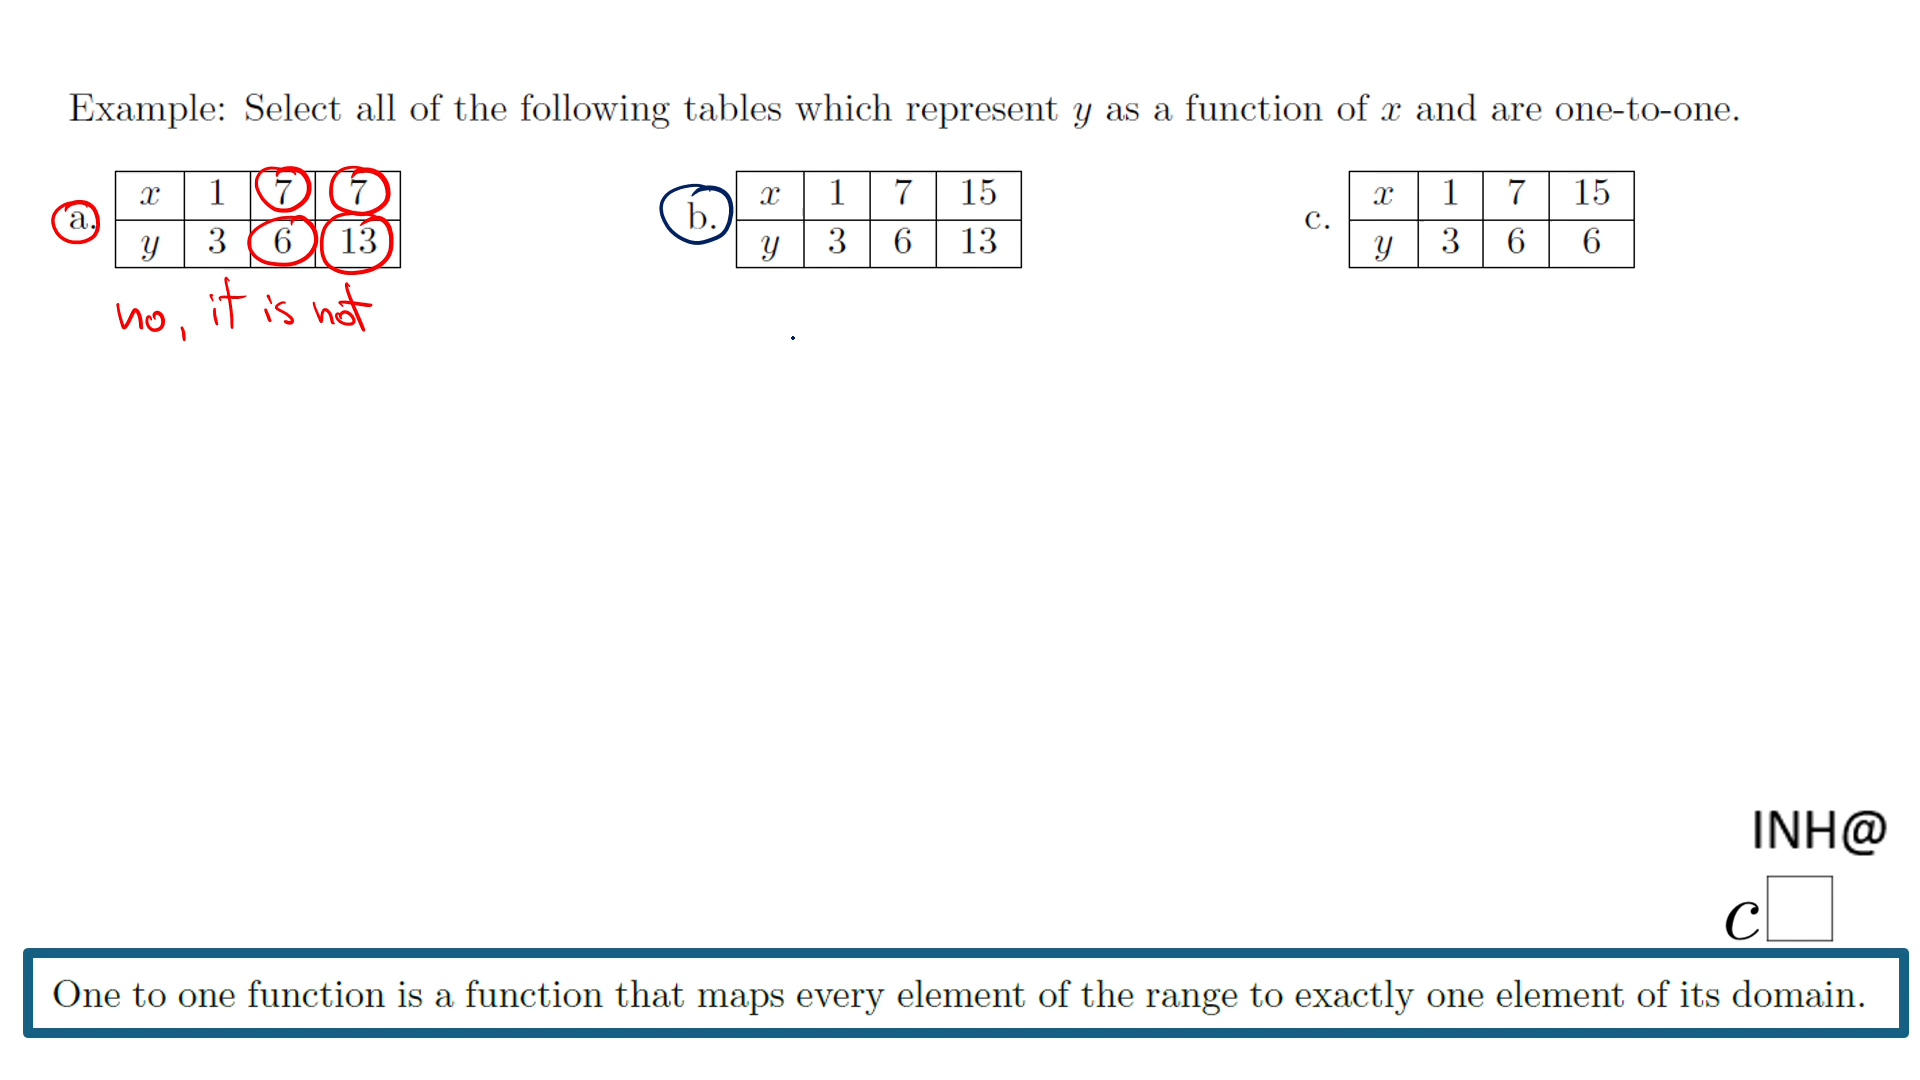 Example: Select all of the following tables which represent y as a function of x and are one-to-one.
a.
x 1 7 7
y 3 6 13
no, it is not
b.
x 1 7 15
y 3 6 13
c.
x 1 7 15
y 3 6 6
INH@
c
One to one function is a function that maps every element of the range to exactly one element of its domain.